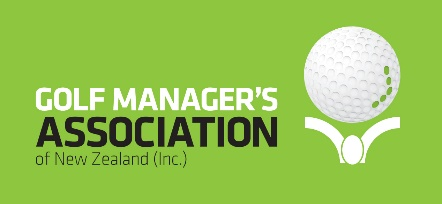 GOLF MANAGER'S
ASSOCIATION
of New Zealand (Inc.)